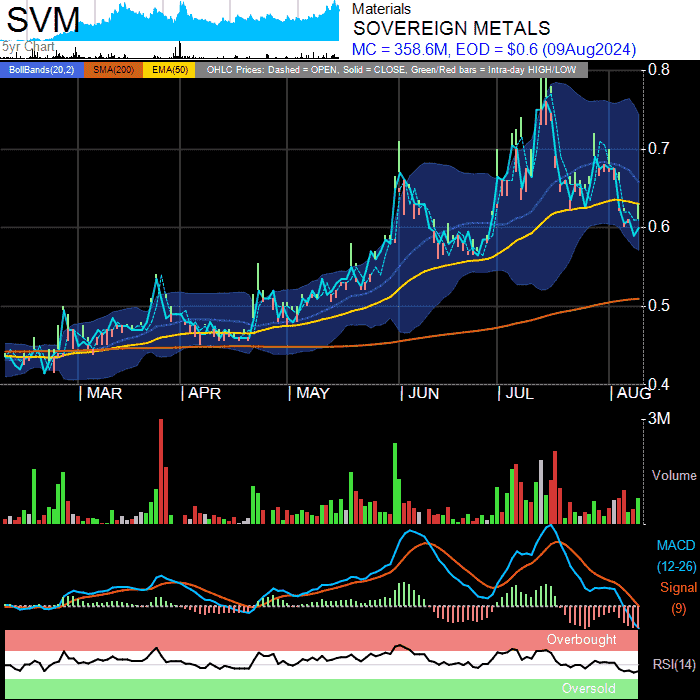 SVM
5yr Chart
Materials
SOVEREIGN METALS
MC = 358.6M, EOD = $0.6 (09Aug2024)
BollBands(20,2) SMA(200) EMA(50) OHLC Prices: Dashed = OPEN, Solid = CLOSE, Green/Red bars = Intra-day HIGH/LOW
0.8
0.7
0.6
0.5
0.4
| MAR | APR | MAY | JUN | JUL | AUG
3M
Volume
MACD
(12-26)
Signal
(9)
Overbought
RSI(14)
Oversold